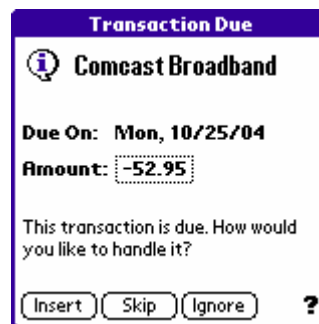 Transaction Due
Comcast Broadband
Due On: Mon, 10/25/04
Amount: -52.95
This transaction is due. How would
you like to handle it?
Insert Skip Ignore ?